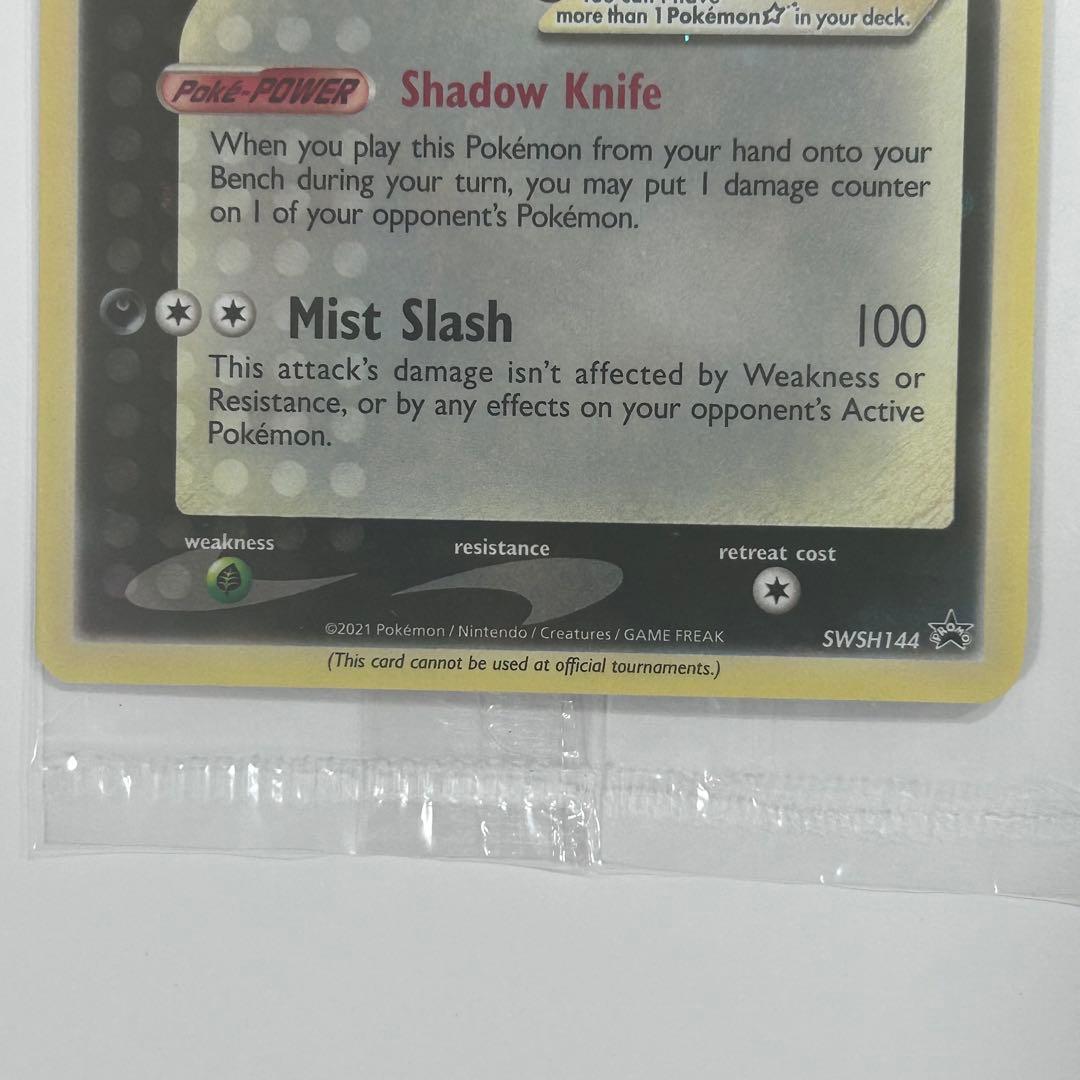 more than 1 Pokémon☆ in your deck.
Poké-POWER Shadow Knife
When you play this Pokémon from your hand onto your
Bench during your turn, you may put 1 damage counter
on 1 of your opponent's Pokémon.
Mist Slash 100
This attack's damage isn't affected by Weakness or
Resistance, or by any effects on your opponent's Active
Pokémon.
weakness resistance retreat cost
©2021 Pokémon / Nintendo / Creatures / GAME FREAK SWSH144 PROMO
(This card cannot be used at official tournaments.)